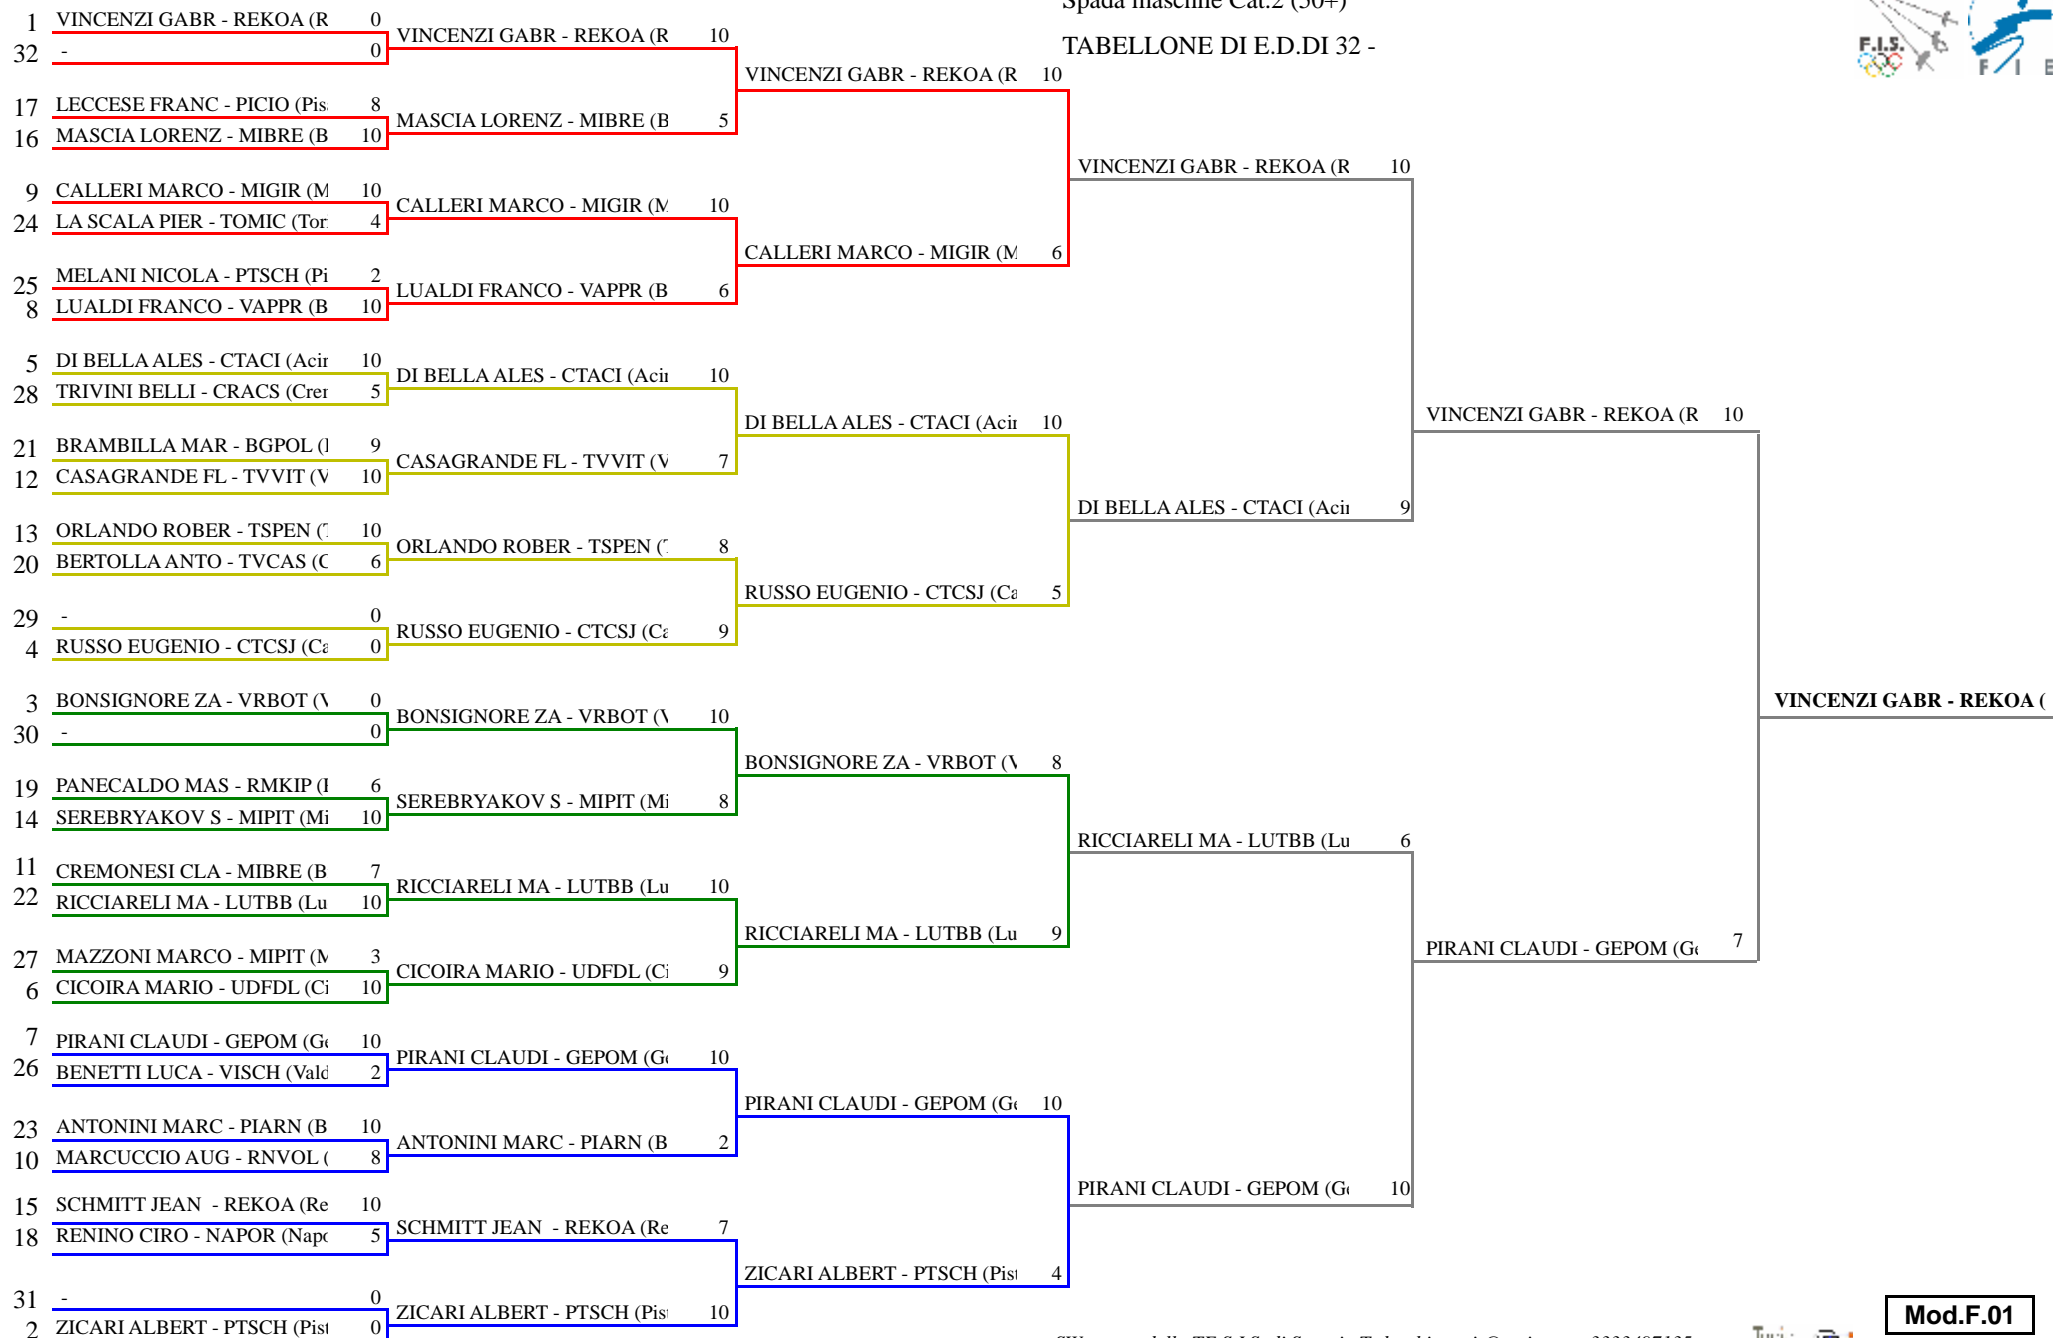 Spada maschile Cat.2 (50+)
TABELLONE DI E.D.DI 32 -
F.I.S.
F I E
1 VINCENZI GABR - REKOA (R 0
32 - 0
17 LECCESE FRANC - PICIO (Pis 8
16 MASCIA LORENZ - MIBRE (B 10
9 CALLERI MARCO - MIGIR (M 10
24 LA SCALA PIER - TOMIC (Tor 4
25 MELANI NICOLA - PTSCH (Pi 2
8 LUALDI FRANCO - VAPPR (B 10
5 DI BELLA ALES - CTACI (Acir 10
28 TRIVINI BELLI - CRACS (Crer 5
21 BRAMBILLA MAR - BGPOL ( 9
12 CASAGRANDE FL - TVVIT (V 10
13 ORLANDO ROBER - TSPEN ( 10
20 BERTOLLA ANTO - TVCAS (C 6
29 - 0
4 RUSSO EUGENIO - CTCSJ (Ca 0
3 BONSIGNORE ZA - VRBOT (V 0
30 - 0
19 PANECALDO MAS - RMKIP ( 6
14 SEREBRYAKOV S - MIPIT (Mi 10
11 CREMONESI CLA - MIBRE (B 7
22 RICCIARELI MA - LUTBB (Lu 10
27 MAZZONI MARCO - MIPIT (M 3
6 CICOIRA MARIO - UDFDL (Ci 10
7 PIRANI CLAUDI - GEPOM (Ge 10
26 BENETTI LUCA - VISCH (Vald 2
23 ANTONINI MARC - PIARN (B 10
10 MARCUCCIO AUG - RNVOL ( 8
15 SCHMITT JEAN - REKOA (Re 10
18 RENINO CIRO - NAPOR (Napo 5
31 - 0
2 ZICARI ALBERT - PTSCH (Pist 0
VINCENZI GABR - REKOA (R 10
MASCIA LORENZ - MIBRE (B 5
CALLERI MARCO - MIGIR (M 10
LUALDI FRANCO - VAPPR (B 6
DI BELLA ALES - CTACI (Acir 10
CASAGRANDE FL - TVVIT (V 7
ORLANDO ROBER - TSPEN ( 8
RUSSO EUGENIO - CTCSJ (Ca 9
BONSIGNORE ZA - VRBOT (V 10
SEREBRYAKOV S - MIPIT (Mi 8
RICCIARELI MA - LUTBB (Lu 10
CICOIRA MARIO - UDFDL (Ci 9
PIRANI CLAUDI - GEPOM (Ge 10
ANTONINI MARC - PIARN (B 2
SCHMITT JEAN - REKOA (Re 7
ZICARI ALBERT - PTSCH (Pist 10
VINCENZI GABR - REKOA (R 10
CALLERI MARCO - MIGIR (M 6
DI BELLA ALES - CTACI (Acir 10
RUSSO EUGENIO - CTCSJ (Ca 5
BONSIGNORE ZA - VRBOT (V 8
RICCIARELI MA - LUTBB (Lu 9
PIRANI CLAUDI - GEPOM (Ge 10
ZICARI ALBERT - PTSCH (Pist 4
VINCENZI GABR - REKOA (R 10
DI BELLA ALES - CTACI (Acir 9
RICCIARELI MA - LUTBB (Lu 6
PIRANI CLAUDI - GEPOM (Ge 10
VINCENZI GABR - REKOA (R 10
PIRANI CLAUDI - GEPOM (Ge 7
VINCENZI GABR - REKOA (
Mod.F.01